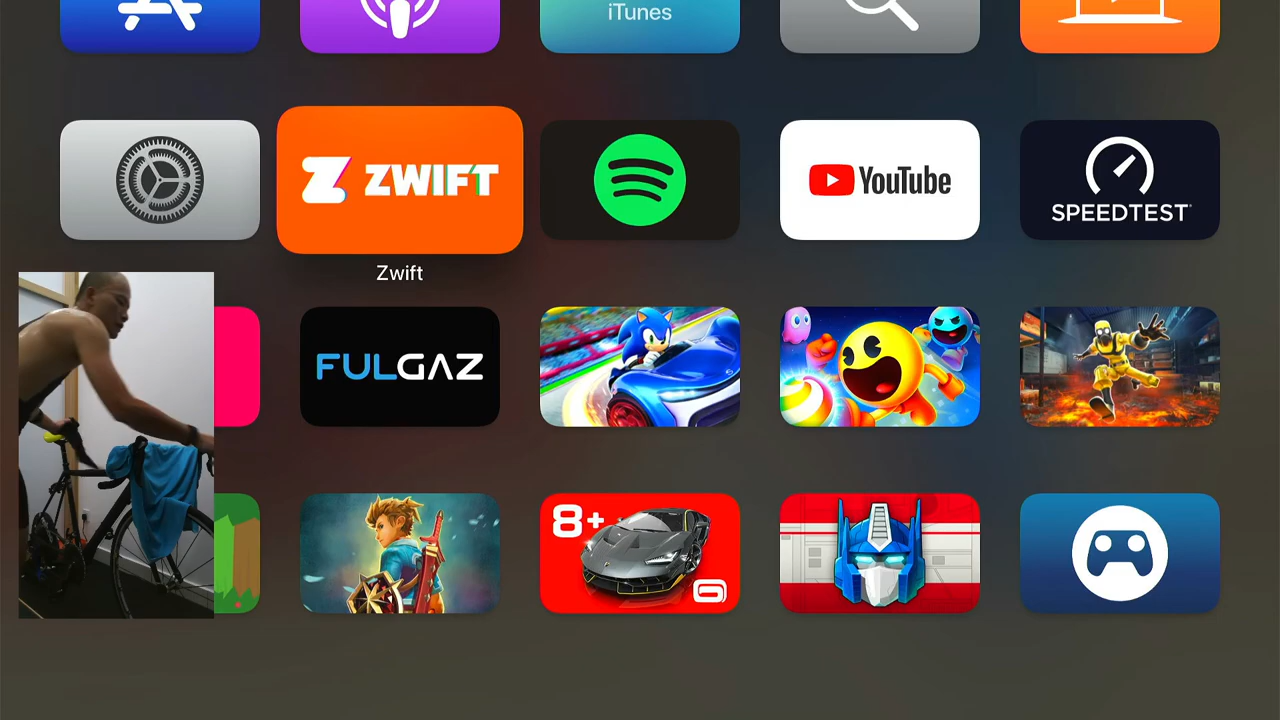 iTunes
ZWIFT
YouTube
SPEEDTEST
Zwift
FULGAZ
8+